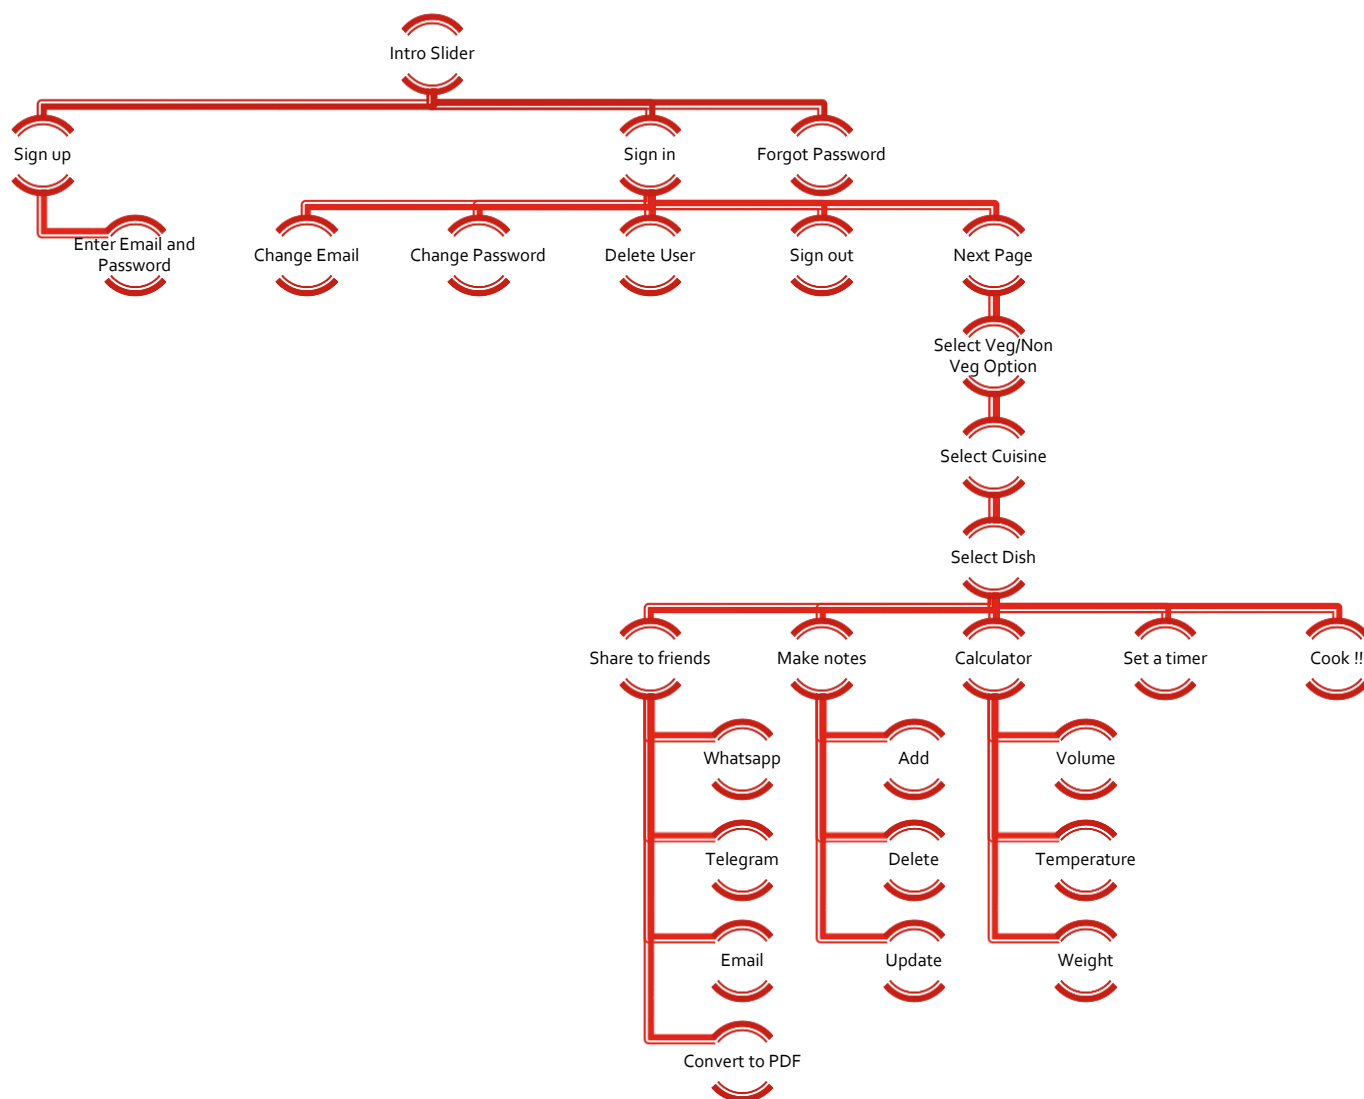 Intro Slider
Sign up
Sign in
Forgot Password
Enter Email and
Password
Change Email
Change Password
Delete User
Sign out
Next Page
Select Veg/Non
Veg Option
Select Cuisine
Select Dish
Share to friends
Make notes
Calculator
Set a timer
Cook !!
Whatsapp
Add
Volume
Telegram
Delete
Temperature
Email
Update
Weight
Convert to PDF